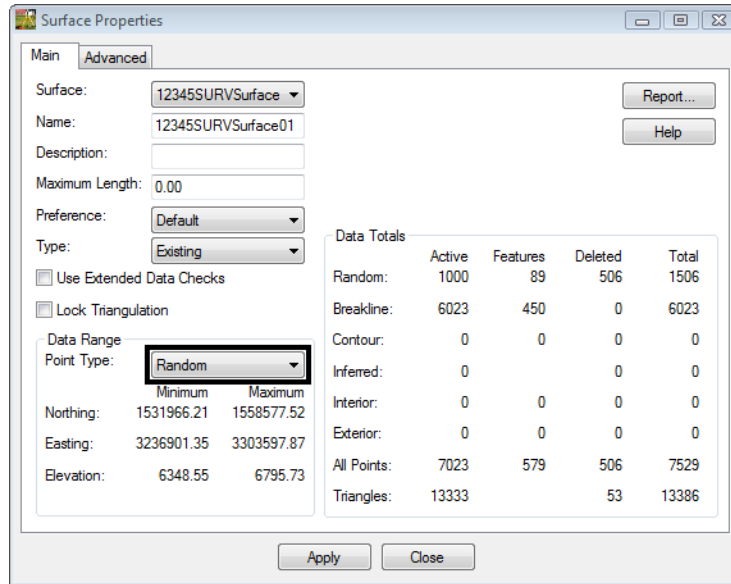 Surface Properties
Main Advanced
Surface: 12345SURVSurface
Name: 12345SURVSurface01
Description:
Maximum Length: 0.00
Preference: Default
Type: Existing
Use Extended Data Checks
Lock Triangulation
Data Range
Point Type: Random
Minimum Maximum
Northing: 1531966.21 1558577.52
Easting: 3236901.35 3303597.87
Elevation: 6348.55 6795.73
Report...
Help
Data Totals
Active Features Deleted Total
Random: 1000 89 506 1506
Breakline: 6023 450 0 6023
Contour: 0 0 0 0
Inferred: 0 0 0
Interior: 0 0 0 0
Exterior: 0 0 0 0
All Points: 7023 579 506 7529
Triangles: 13333 53 13386
Apply Close